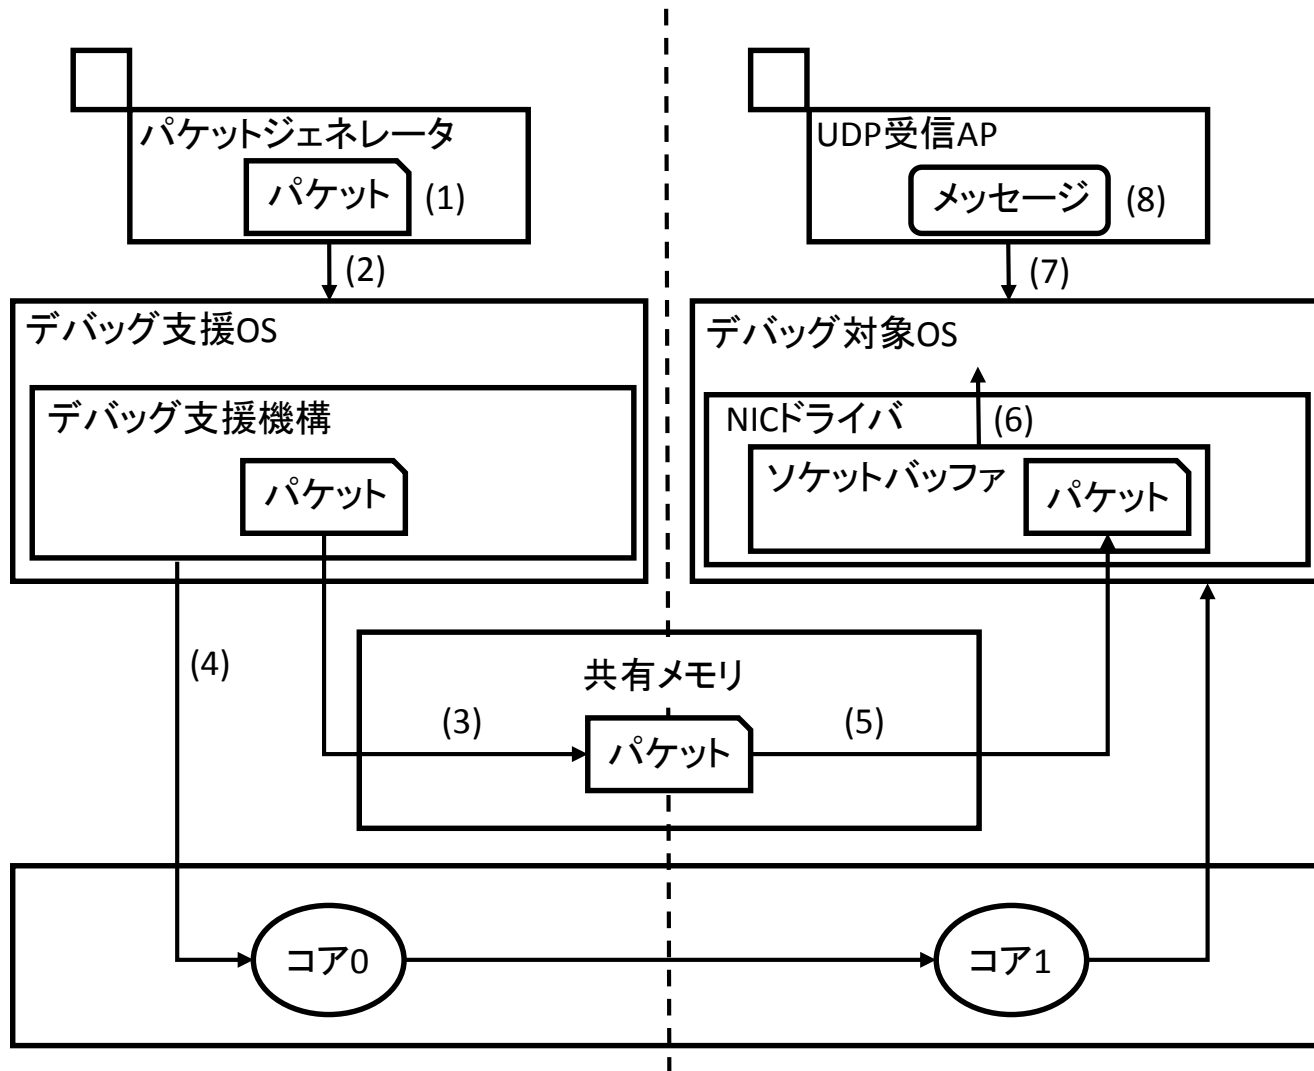 パケットジェネレータ
パケット
(1)
(2)
デバッグ支援OS
デバッグ支援機構
パケット
(4)
UDP受信AP
メッセージ
(8)
(7)
デバッグ対象OS
NICドライバ
(6)
ソケットバッファ
パケット
共有メモリ
(3)
パケット
(5)
コア0
コア1